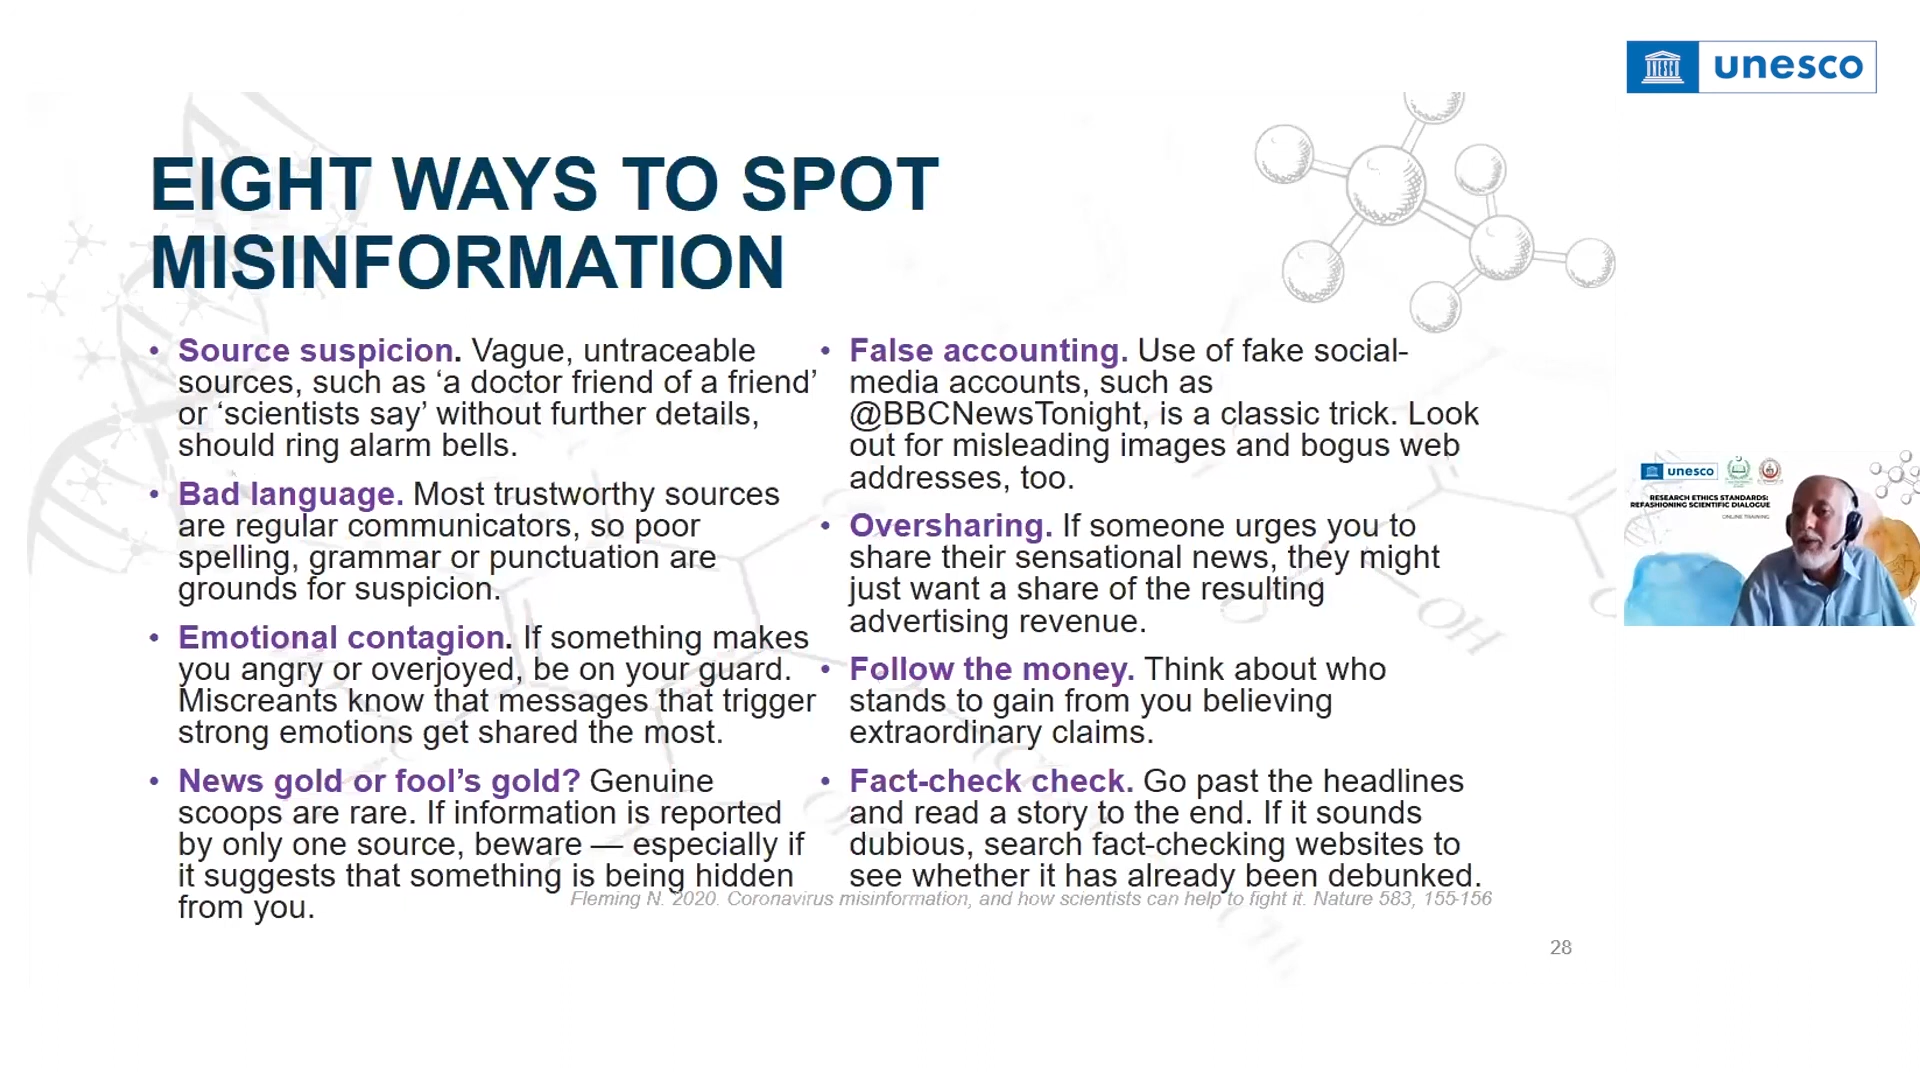 unesco
EIGHT WAYS TO SPOT
MISINFORMATION
• Source suspicion. Vague, untraceable
sources, such as ‘a doctor friend of a friend’
or ‘scientists say’ without further details,
should ring alarm bells.
• Bad language. Most trustworthy sources
are regular communicators, so poor
spelling, grammar or punctuation are
grounds for suspicion.
• Emotional contagion. If something makes
you angry or overjoyed, be on your guard.
Miscreants know that messages that trigger
strong emotions get shared the most.
• News gold or fool’s gold? Genuine
scoops are rare. If information is reported
by only one source, beware — especially if
it suggests that something is being hidden
from you.
• False accounting. Use of fake social-
media accounts, such as
@BBCNewsTonight, is a classic trick. Look
out for misleading images and bogus web
addresses, too.
• Oversharing. If someone urges you to
share their sensational news, they might
just want a share of the resulting
advertising revenue.
• Follow the money. Think about who
stands to gain from you believing
extraordinary claims.
• Fact-check check. Go past the headlines
and read a story to the end. If it sounds
dubious, search fact-checking websites to
see whether it has already been debunked.
Fleming N. 2020. Coronavirus misinformation, and how scientists can help to fight it. Nature 583, 155-156
28
unesco
RESEARCH ETHICS STANDARDS:
REFASHIONING SCIENTIFIC DIALOGUE
ONLINE TRAINING
OH